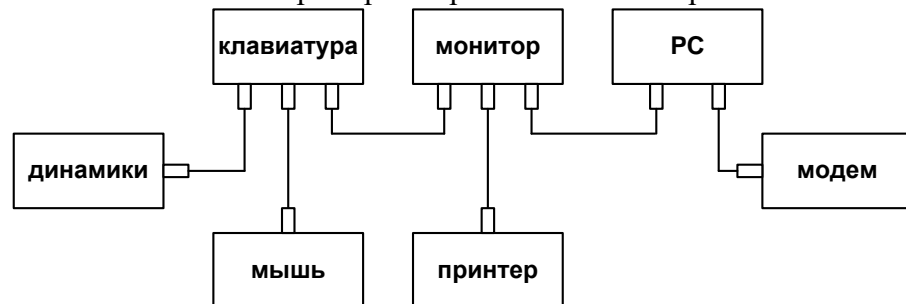 клавиатура
монитор
PC
динамики
модем
мышь
принтер